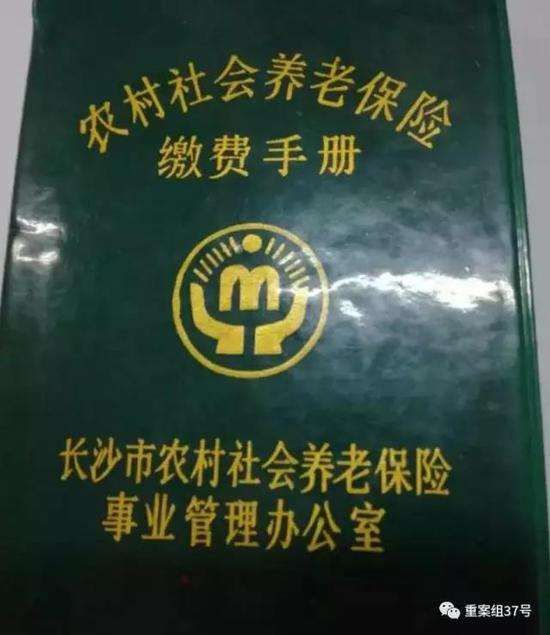 农村社会养老保险
缴费手册
长沙市农村社会养老保险
事业管理办公室
重案组37号